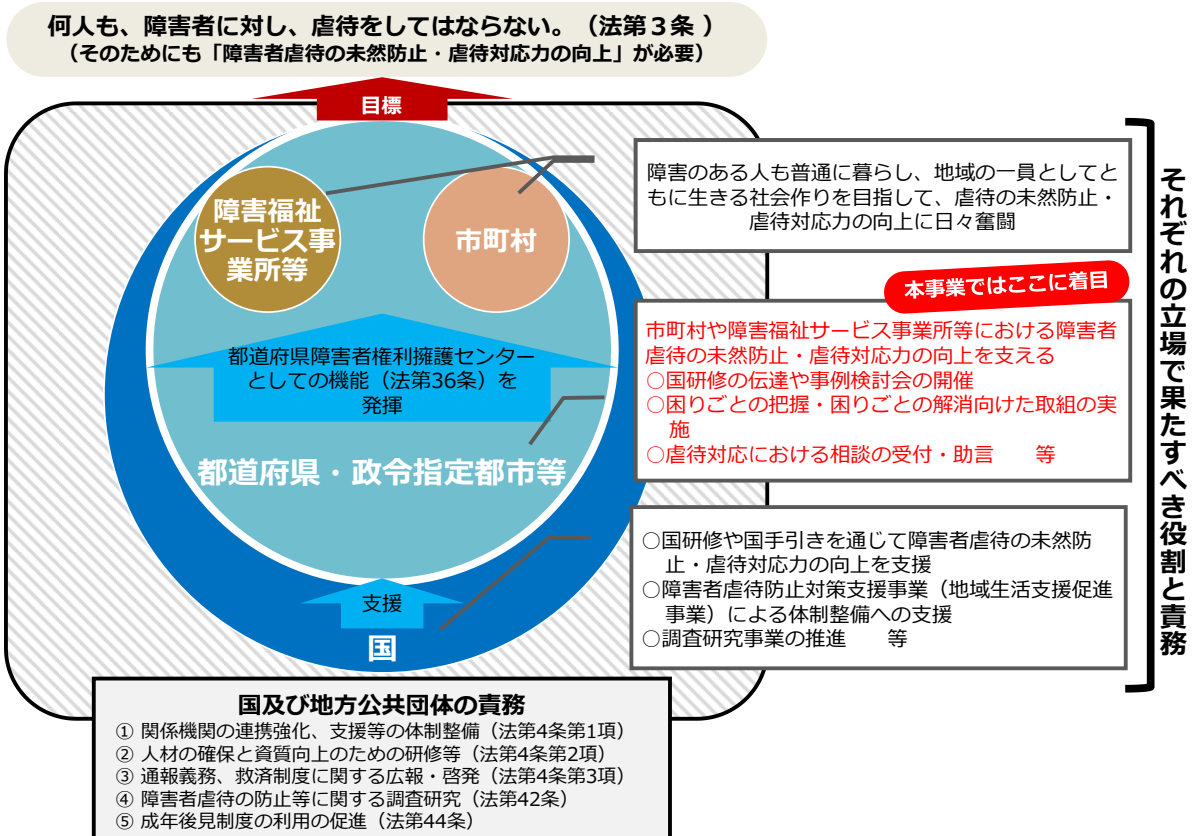 何人も、障害者に対し、虐待をしてはならない。（法第３条 ）
（そのためにも「障害者虐待の未然防止・虐待対応力の向上」が必要）
目標
障害福祉
サービス事
業所等
市町村
障害のある人も普通に暮らし、地域の一員としてと
もに生きる社会作りを目指して、虐待の未然防止・
虐待対応力の向上に日々奮闘
本事業ではここに着目
市町村や障害福祉サービス事業所等における障害者
虐待の未然防止・虐待対応力の向上を支える
○国研修の伝達や事例検討会の開催
○困りごとの把握・困りごとの解消向けた取組の実
施
○虐待対応における相談の受付・助言　　等
都道府県障害者権利擁護センター
としての機能（法第36条）を
発揮
都道府県・政令指定都市等
○国研修や国手引きを通じて障害者虐待の未然防
止・虐待対応力の向上を支援
○障害者虐待防止対策支援事業（地域生活支援促進
事業）による体制整備への支援
○調査研究事業の推進　　等
支援
国
それぞれの立場で果たすべき役割と責務
国及び地方公共団体の責務
① 関係機関の連携強化、支援等の体制整備（法第4条第1項）
② 人材の確保と資質向上のための研修等（法第4条第2項）
③ 通報義務、救済制度に関する広報・啓発（法第4条第3項）
④ 障害者虐待の防止等に関する調査研究（法第42条）
⑤ 成年後見制度の利用の促進（法第44条）